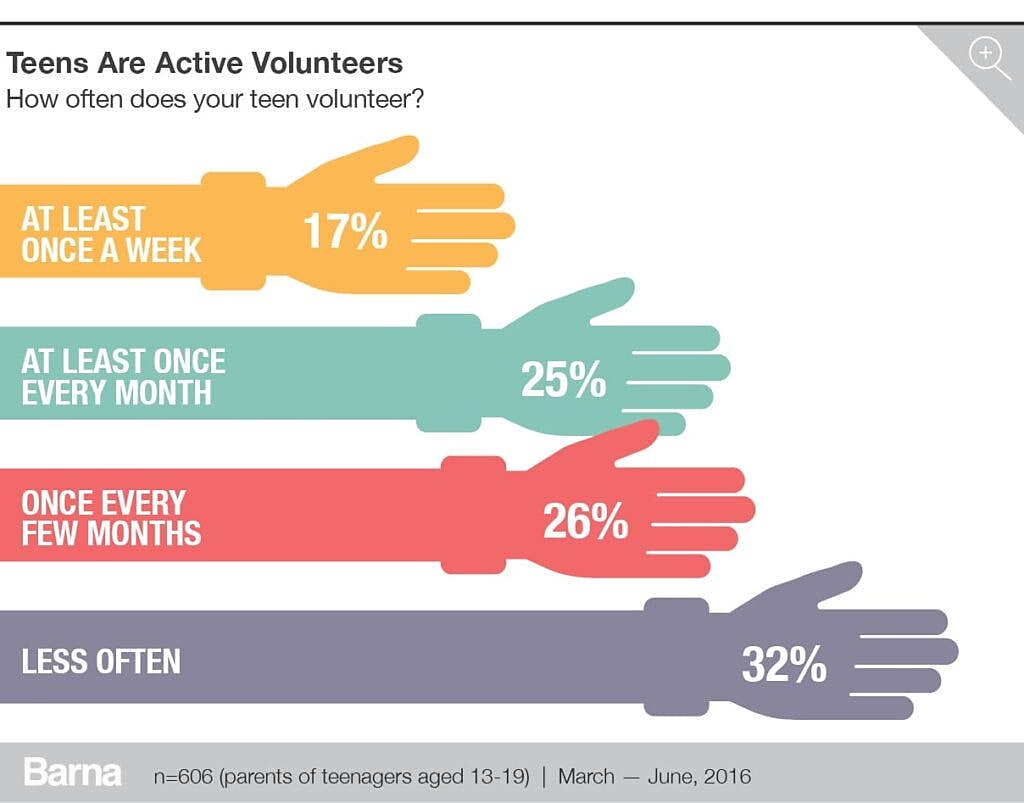 Teens Are Active Volunteers
How often does your teen volunteer?
AT LEAST
ONCE A WEEK
17%
AT LEAST ONCE
EVERY MONTH
25%
ONCE EVERY
FEW MONTHS
26%
LESS OFTEN
32%
Barna n=606 (parents of teenagers aged 13-19) | March — June, 2016